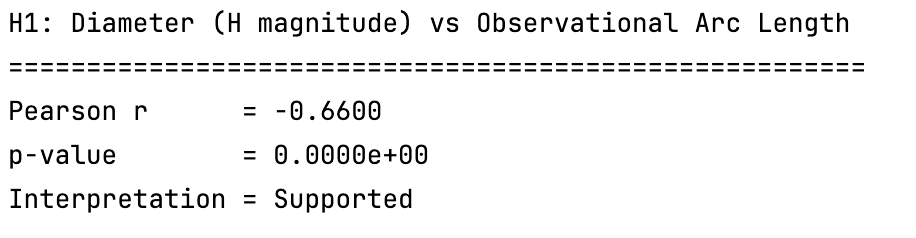 H1: Diameter (H magnitude) vs Observational Arc Length
=======================================================
Pearson r      = -0.6600
p-value        = 0.0000e+00
Interpretation = Supported